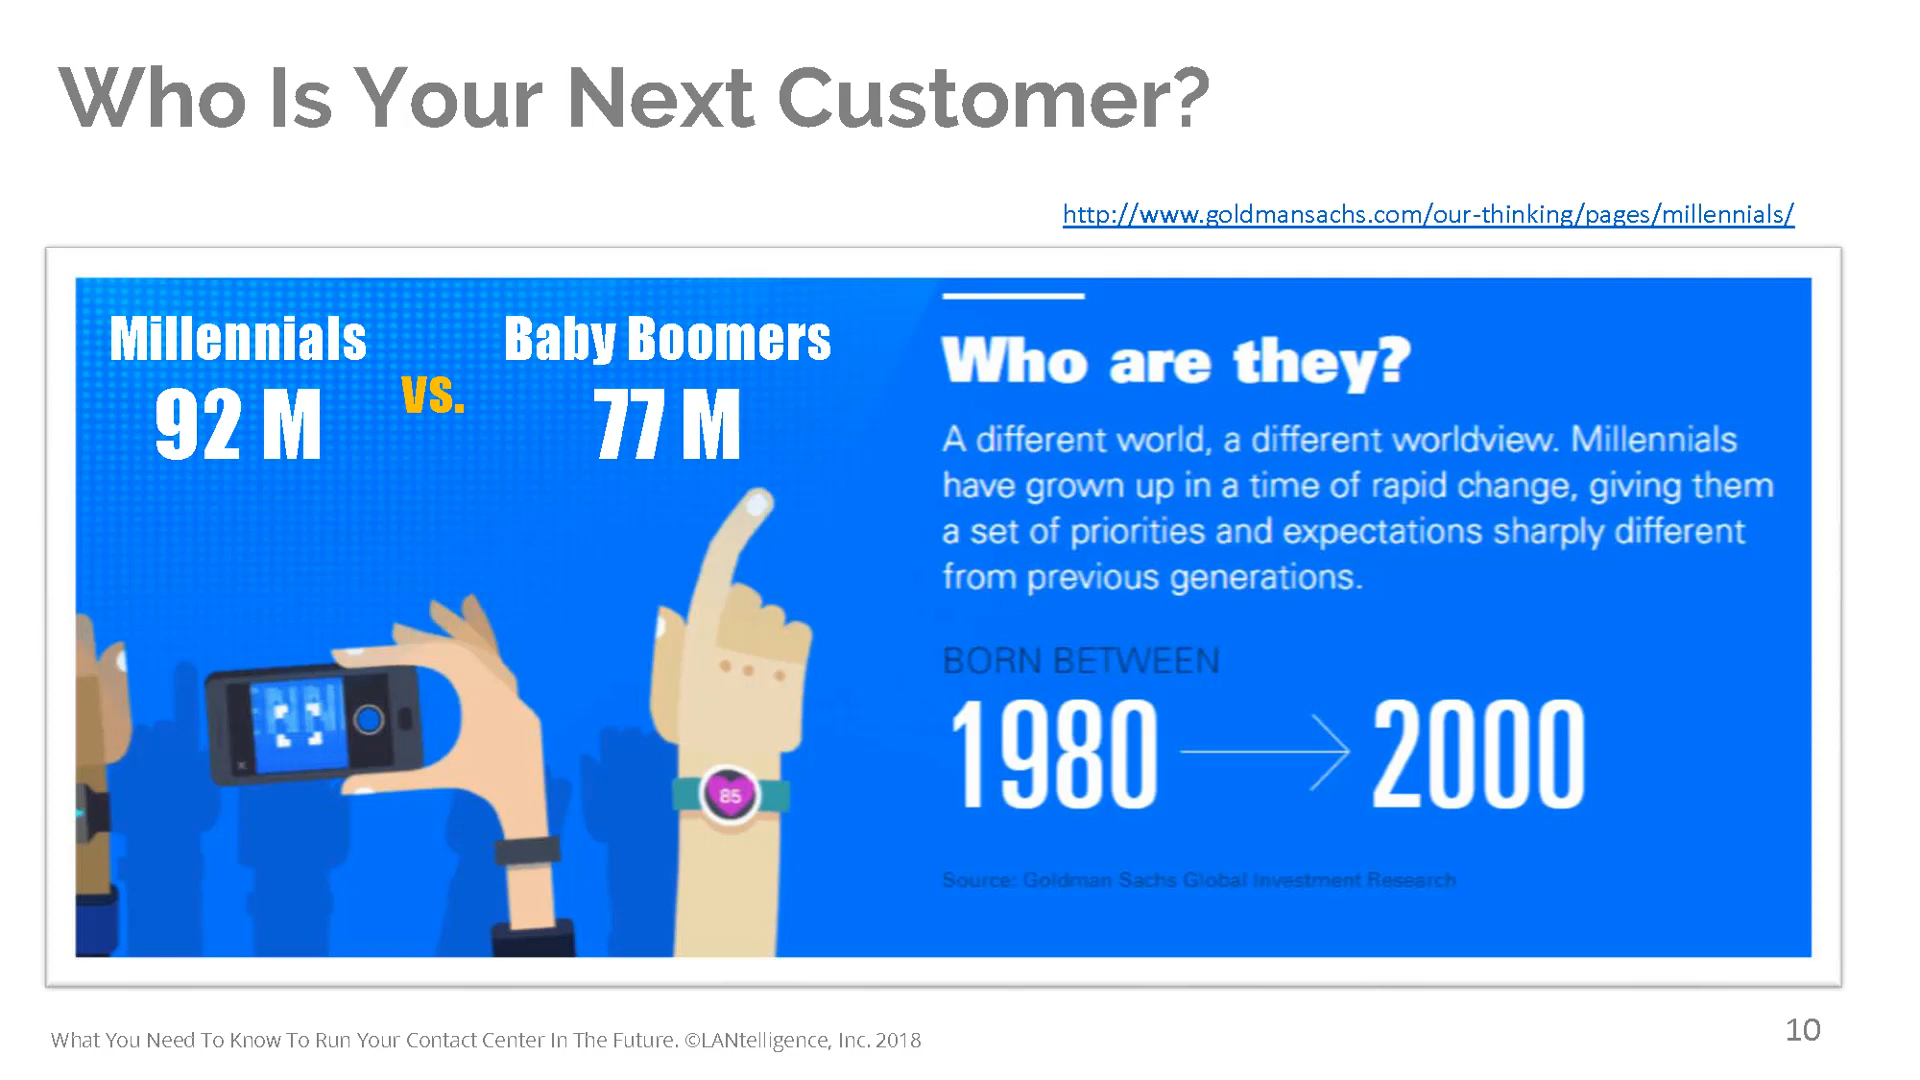 Who Is Your Next Customer?
http://www.goldmansachs.com/our-thinking/pages/millennials/
Millennials
92 M
vs.
Baby Boomers
77 M
85
Who are they?
A different world, a different worldview. Millennials
have grown up in a time of rapid change, giving them
a set of priorities and expectations sharply different
from previous generations.
BORN BETWEEN
1980 → 2000
Source: Goldman Sachs Global Investment Research
What You Need To Know To Run Your Contact Center In The Future. ©LANtelligence, Inc. 2018
10